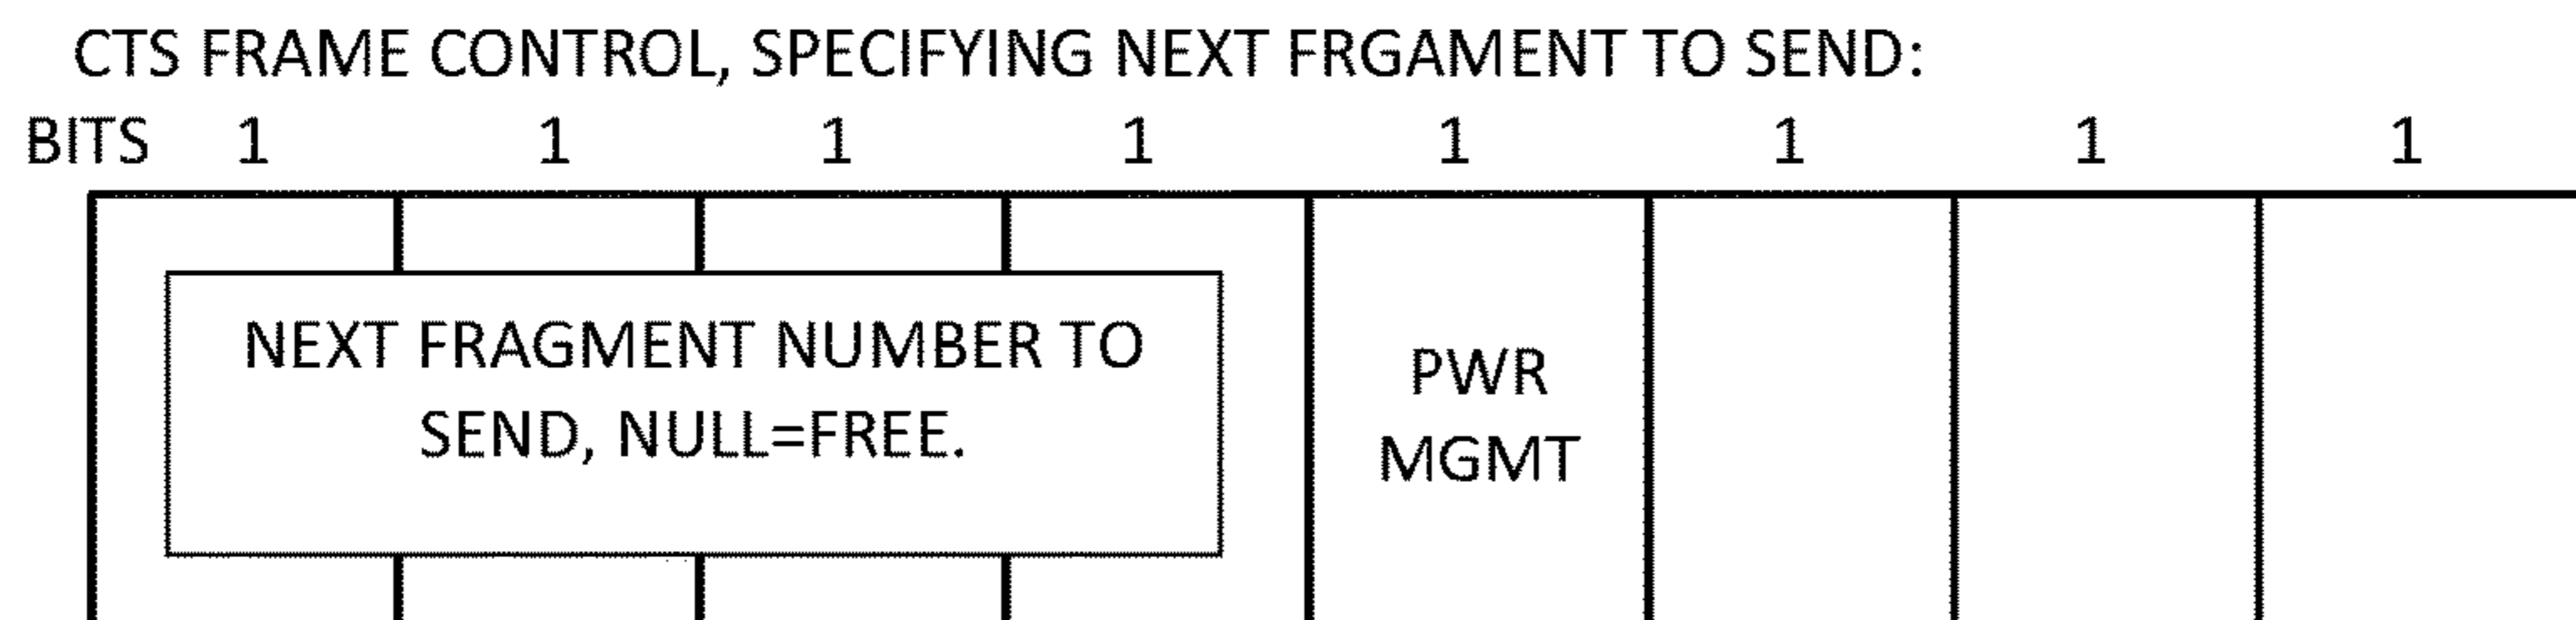 CTS FRAME CONTROL, SPECIFYING NEXT FRGAMENT TO SEND:
BITS 1 1 1 1 1 1 1 1
NEXT FRAGMENT NUMBER TO
SEND, NULL=FREE.
PWR
MGMT